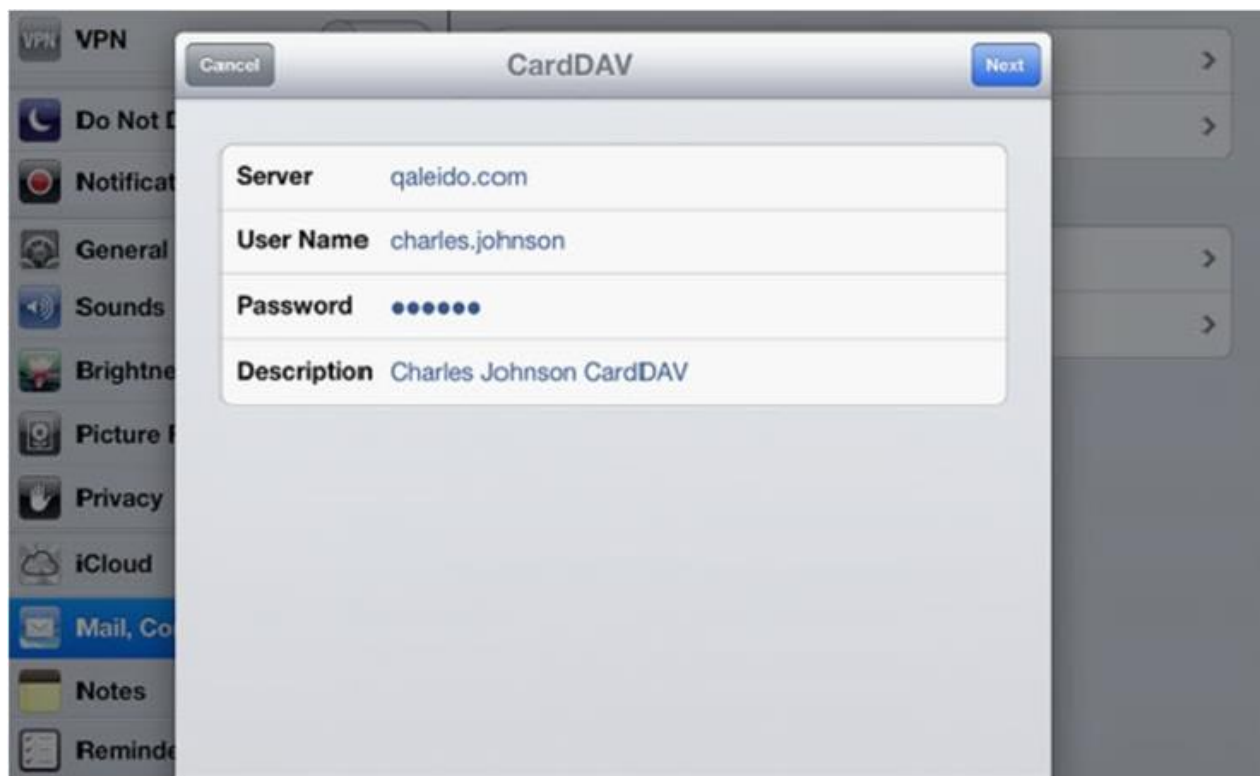 VPN VPN
Cancel CardDAV Next
Do Not D
Notificat
Server qaleido.com
User Name charles.johnson
General
Sounds
Password ••••••
Brightne
Description Charles Johnson CardDAV
Picture F
Privacy
iCloud
Mail, Co
Notes
Reminde